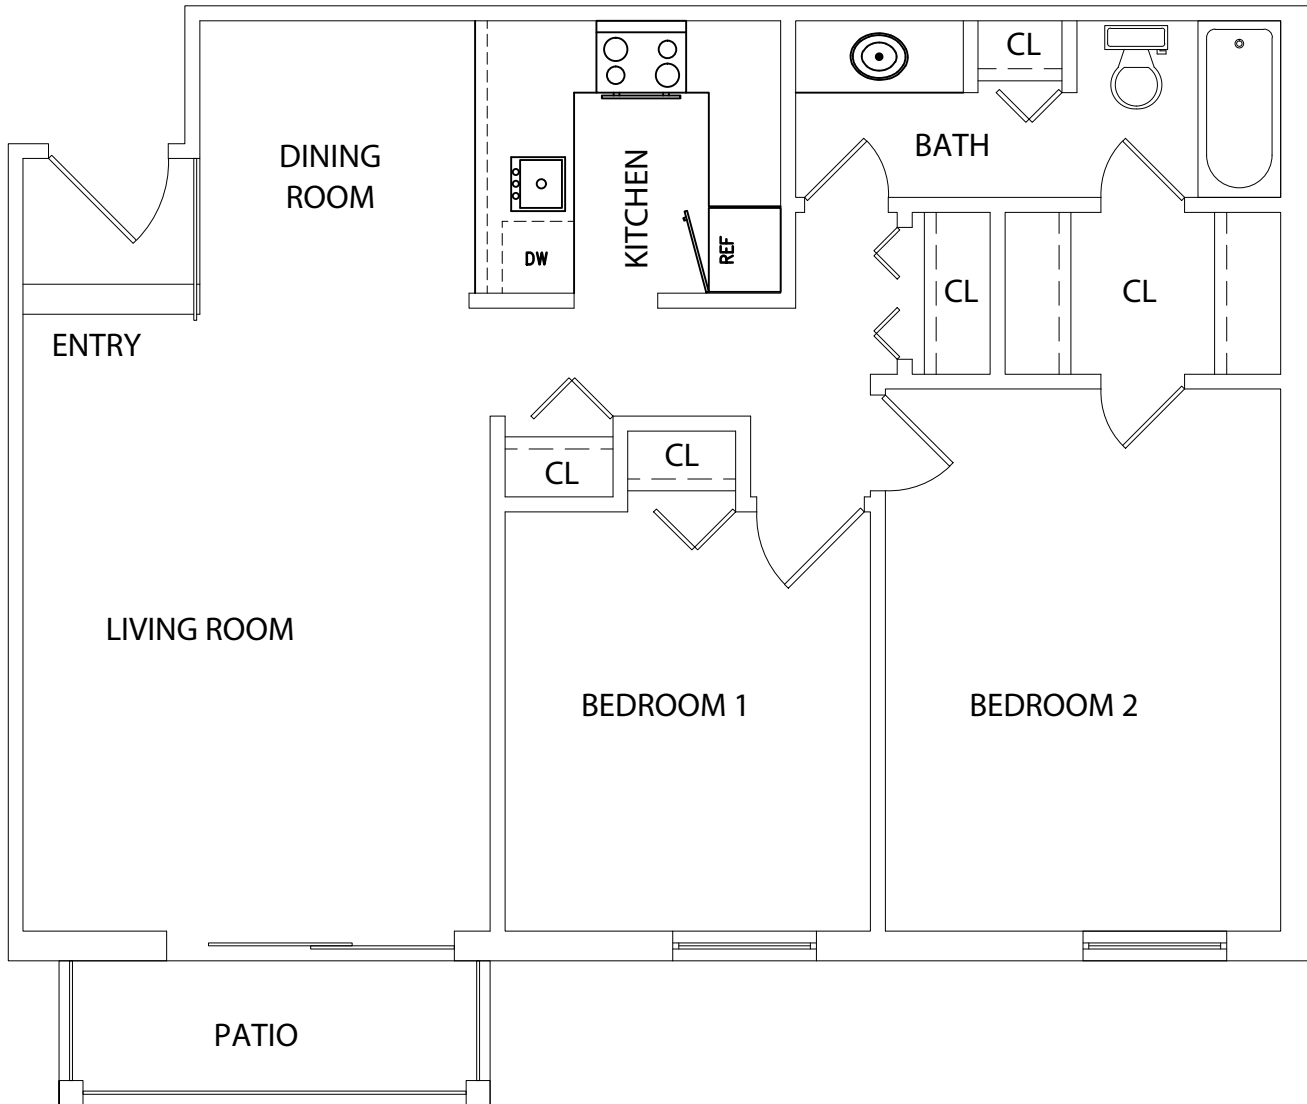 CL
BATH
DINING
ROOM
KITCHEN
REF
DW
CL
CL
ENTRY
CL
CL
LIVING ROOM
BEDROOM 1
BEDROOM 2
PATIO